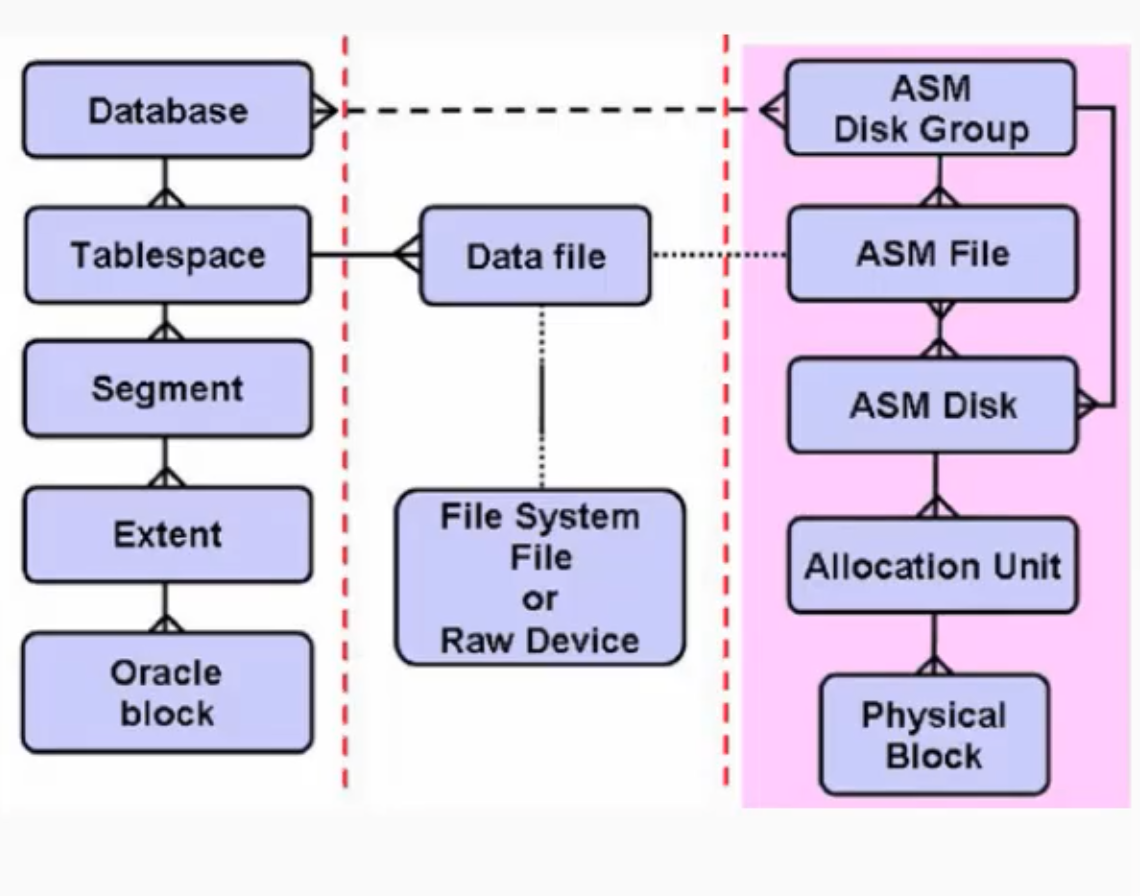 Database
Tablespace
Segment
Extent
Oracle
block
Data file
File System
File
or
Raw Device
ASM
Disk Group
ASM File
ASM Disk
Allocation Unit
Physical
Block